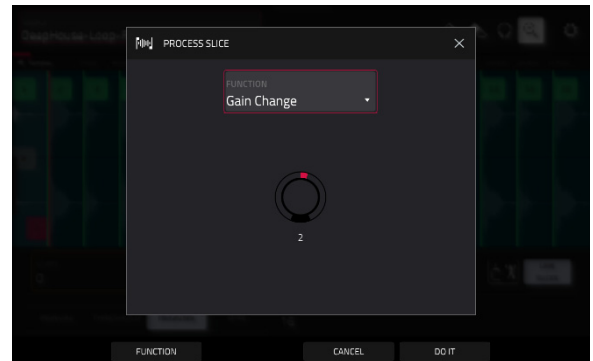 PROCESS SLICE
FUNCTION
Gain Change
2
FUNCTION
CANCEL
DO IT